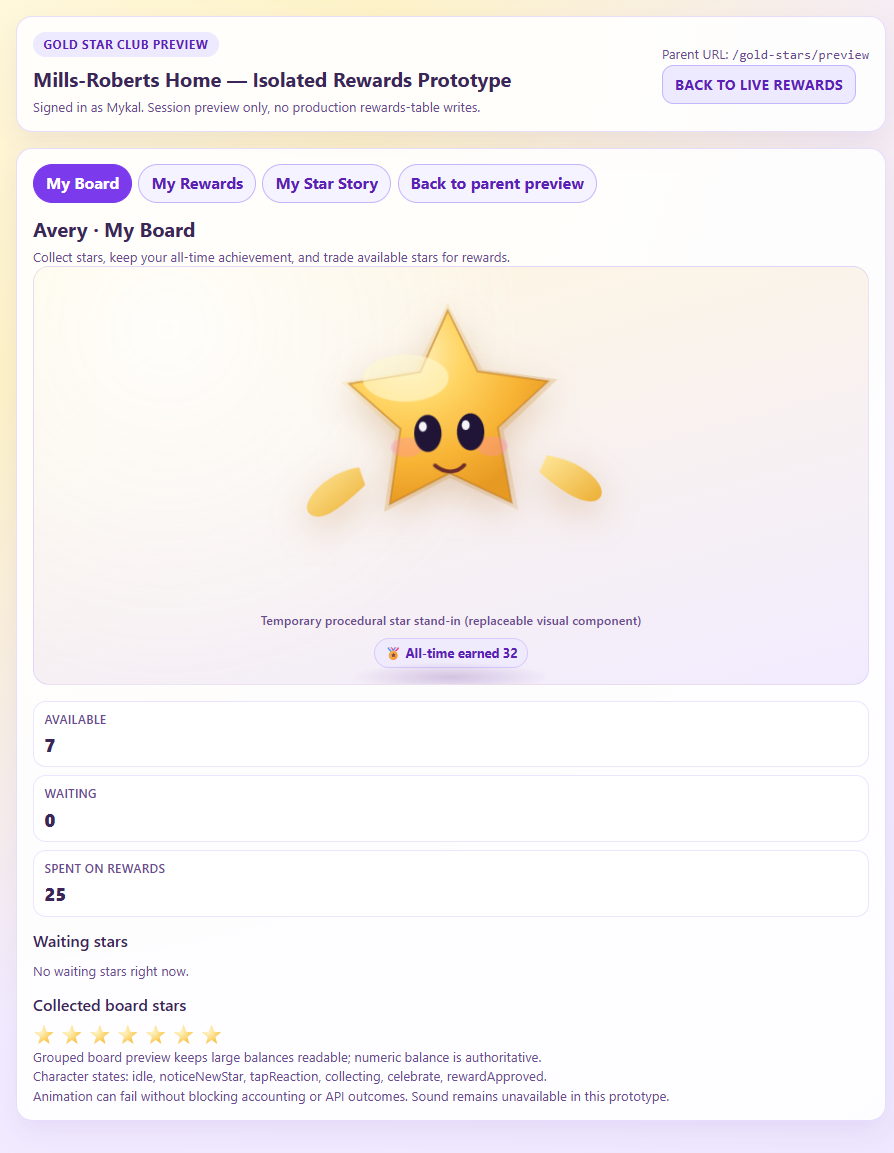 GOLD STAR CLUB PREVIEW
Mills-Roberts Home — Isolated Rewards Prototype
Signed in as Mykal. Session preview only, no production rewards-table writes.
Parent URL: /gold-stars/preview
BACK TO LIVE REWARDS
My Board
My Rewards
My Star Story
Back to parent preview
Avery · My Board
Collect stars, keep your all-time achievement, and trade available stars for rewards.
Temporary procedural star stand-in (replaceable visual component)
All-time earned 32
AVAILABLE
7
WAITING
0
SPENT ON REWARDS
25
Waiting stars
No waiting stars right now.
Collected board stars
Grouped board preview keeps large balances readable; numeric balance is authoritative.
Character states: idle, noticeNewStar, tapReaction, collecting, celebrate, rewardApproved.
Animation can fail without blocking accounting or API outcomes. Sound remains unavailable in this prototype.